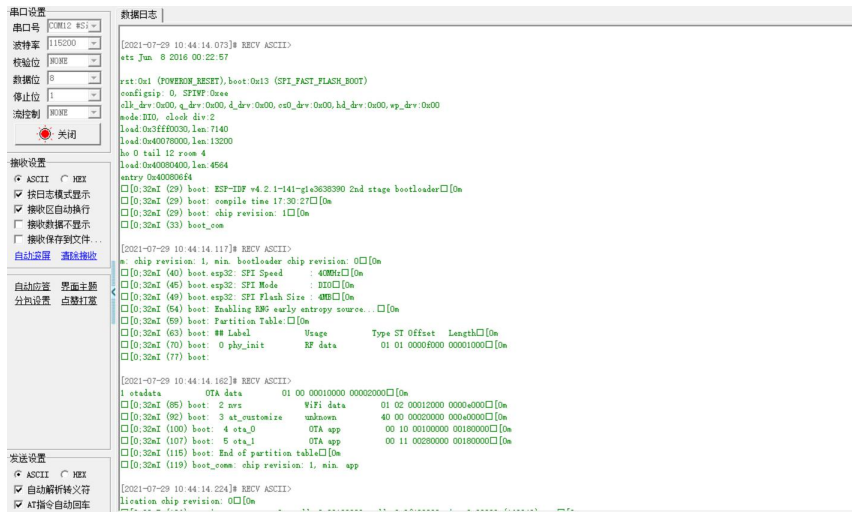 串口设置
串口号 COM12 #Si
波特率 115200
校验位 NONE
数据位 8
停止位 1
流控制 NONE
关闭
接收设置
ASCII HEX
按日志模式显示
接收区自动换行
接收数据不显示
接收保存到文件...
自动滚屏 清除接收
自动应答 界面主题
分包设置 点赞打赏
发送设置
ASCII HEX
自动解析转义符
AT指令自动回车
数据日志
[2021-07-29 10:44:14.073]# RECV ASCII>
ets Jun 8 2016 00:22:57
rst:0x1 (POWERON_RESET),boot:0x13 (SPI_FAST_FLASH_BOOT)
configsip: 0, SPIWP:0xee
clk_drv:0x00,q_drv:0x00,d_drv:0x00,cs0_drv:0x00,hd_drv:0x00,wp_drv:0x00
mode:DIO, clock div:2
load:0x3fff0030,len:7140
load:0x40078000,len:13200
ho 0 tail 12 room 4
load:0x40080400,len:4564
entry 0x400806f4
□[0;32mI (29) boot: ESP-IDF v4.2.1-141-g1e3638390 2nd stage bootloader□[0m
□[0;32mI (29) boot: compile time 17:30:27□[0m
□[0;32mI (29) boot: chip revision: 1□[0m
□[0;32mI (33) boot_com
[2021-07-29 10:44:14.117]# RECV ASCII>
m: chip revision: 1, min. bootloader chip revision: 0□[0m
□[0;32mI (40) boot.esp32: SPI Speed : 40MHz□[0m
□[0;32mI (45) boot.esp32: SPI Mode : DIO□[0m
□[0;32mI (49) boot.esp32: SPI Flash Size : 4MB□[0m
□[0;32mI (54) boot: Enabling RNG early entropy source...□[0m
□[0;32mI (59) boot: Partition Table:□[0m
□[0;32mI (63) boot: ## Label Usage Type ST Offset Length□[0m
□[0;32mI (70) boot: 0 phy_init RF data 01 01 0000f000 00001000□[0m
□[0;32mI (77) boot:
[2021-07-29 10:44:14.162]# RECV ASCII>
1 otadata OTA data 01 00 00010000 00002000□[0m
□[0;32mI (85) boot: 2 nvs WiFi data 01 02 00012000 0000e000□[0m
□[0;32mI (92) boot: 3 at_customize unknown 40 00 00020000 000e0000□[0m
□[0;32mI (100) boot: 4 ota_0 OTA app 00 10 00100000 00180000□[0m
□[0;32mI (107) boot: 5 ota_1 OTA app 00 11 00280000 00180000□[0m
□[0;32mI (115) boot: End of partition table□[0m
□[0;32mI (119) boot_comm: chip revision: 1, min. app
[2021-07-29 10:44:14.224]# RECV ASCII>
lication chip revision: 0□[0m